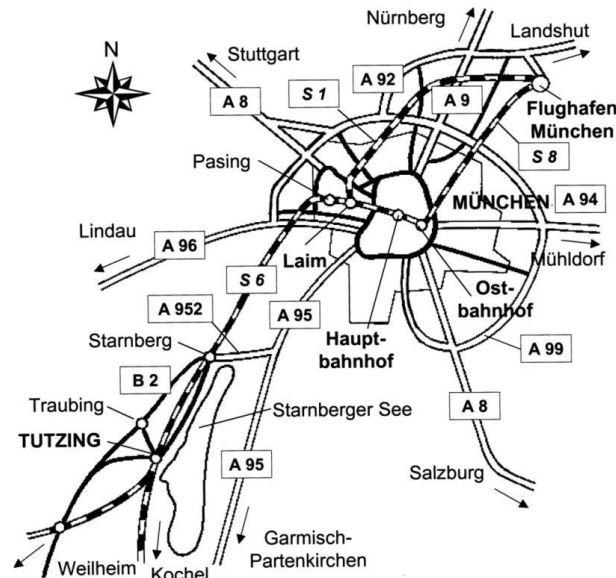 Nürnberg
Landshut
N
Stuttgart
A 92
A 8
S 1
A 9
Flughafen
München
S 8
Pasing
MÜNCHEN
A 94
Lindau
A 96
Laim
Mühldorf
S 6
Ost-
bahnhof
A 952
A 95
Haupt-
bahnhof
A 99
Starnberg
B 2
A 8
Traubing
Starnberger See
TUTZING
A 95
Salzburg
Garmisch-
Partenkirchen
Weilheim
Kochel